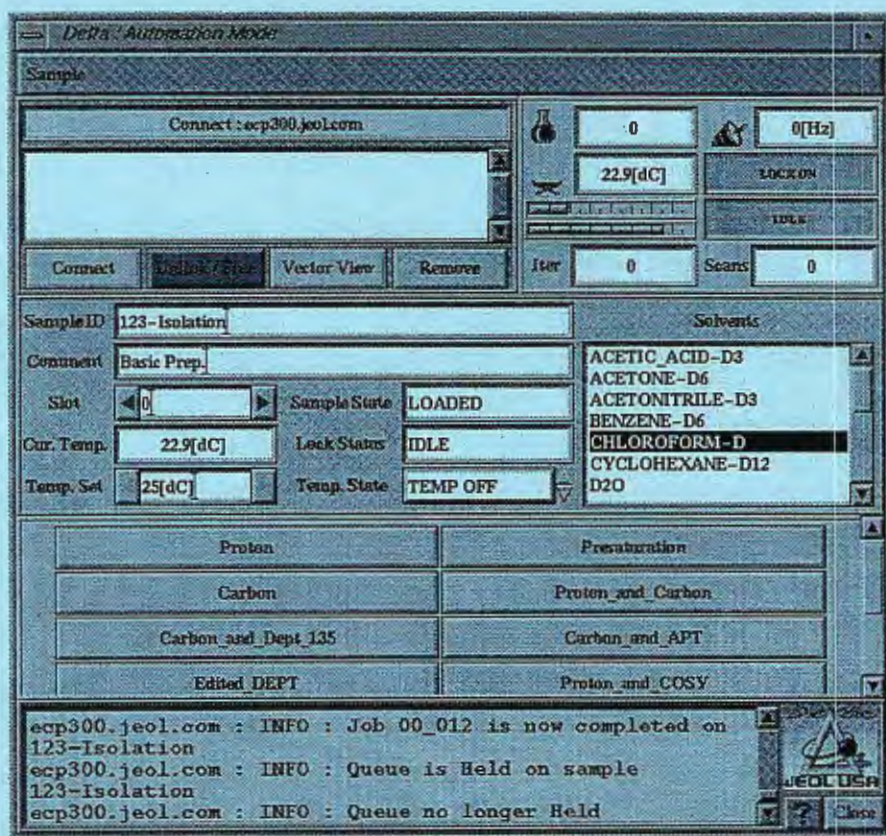 Delta : Automation Mode
Sample
Connect : ecp300.jeol.com
0
0[Hz]
22.9[dC]
LOCK ON
IDLE
Connect
Unlink / Free
Vector View
Remove
Iter
0
Scans
0
Sample ID
123-Isolation
Comment
Basic Prep.
Slot
0
Sample State
LOADED
Cur. Temp.
22.9[dC]
Lock Status
IDLE
Temp. Set
25[dC]
Temp. State
TEMP OFF
Solvents
ACETIC_ACID-D3
ACETONE-D6
ACETONITRILE-D3
BENZENE-D6
CHLOROFORM-D
CYCLOHEXANE-D12
D2O
Proton
Presaturation
Carbon
Proton_and_Carbon
Carbon_and_Dept_135
Carbon_and_APT
Edited_DEPT
Proton_and_COSY
ecp300.jeol.com : INFO : Job 00_012 is now completed on
123-Isolation
ecp300.jeol.com : INFO : Queue is Held on sample
123-Isolation
ecp300.jeol.com : INFO : Queue no longer Held
JEOL USA
?
Close